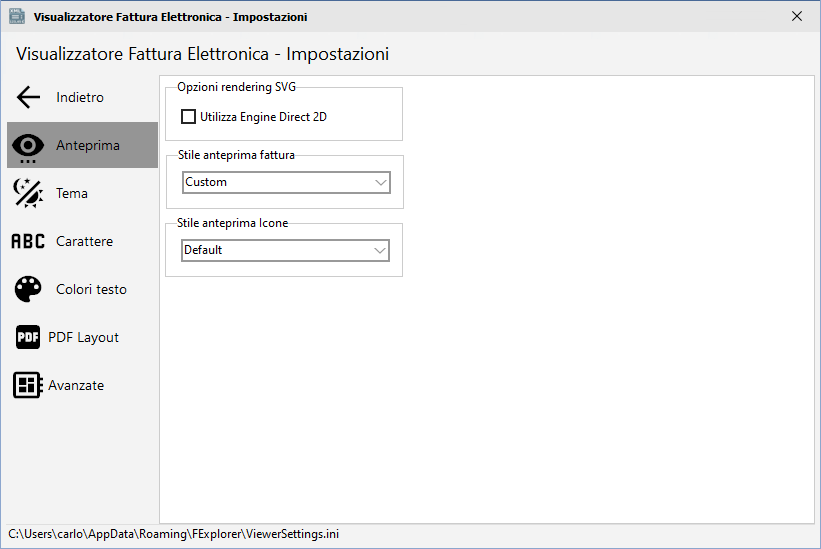 Visualizzatore Fattura Elettronica - Impostazioni
Visualizzatore Fattura Elettronica - Impostazioni
Indietro
Anteprima
Tema
ABC Carattere
Colori testo
PDF PDF Layout
Avanzate
Opzioni rendering SVG
Utilizza Engine Direct 2D
Stile anteprima fattura
Custom
Stile anteprima Icone
Default
C:\Users\carlo\AppData\Roaming\FExplorer\ViewerSettings.ini